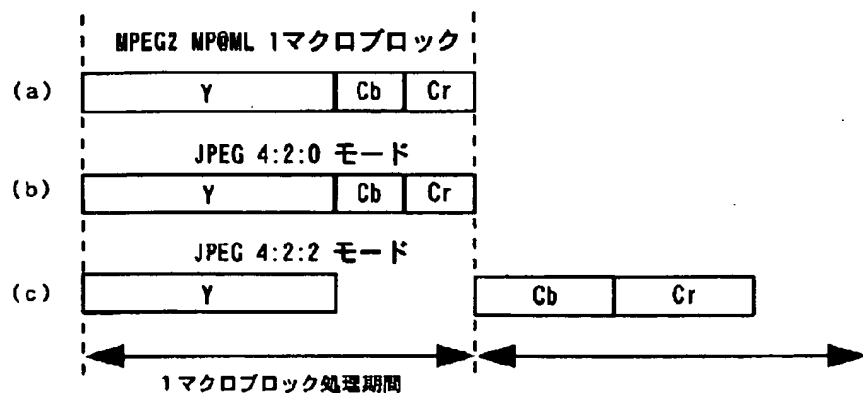 MPEG2 MP@ML 1マクロブロック
(a) Y Cb Cr
JPEG 4:2:0 モード
(b) Y Cb Cr
JPEG 4:2:2 モード
(c) Y Cb Cr
1マクロブロック処理期間